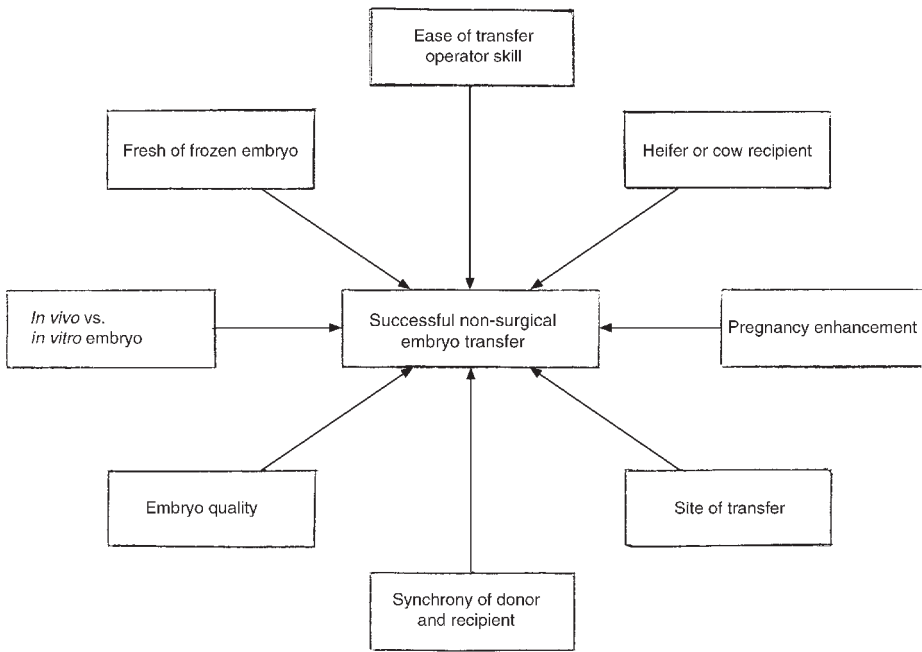 Ease of transfer
operator skill
Fresh of frozen embryo
Heifer or cow recipient
In vivo vs.
in vitro embryo
Successful non-surgical
embryo transfer
Pregnancy enhancement
Embryo quality
Site of transfer
Synchrony of donor
and recipient